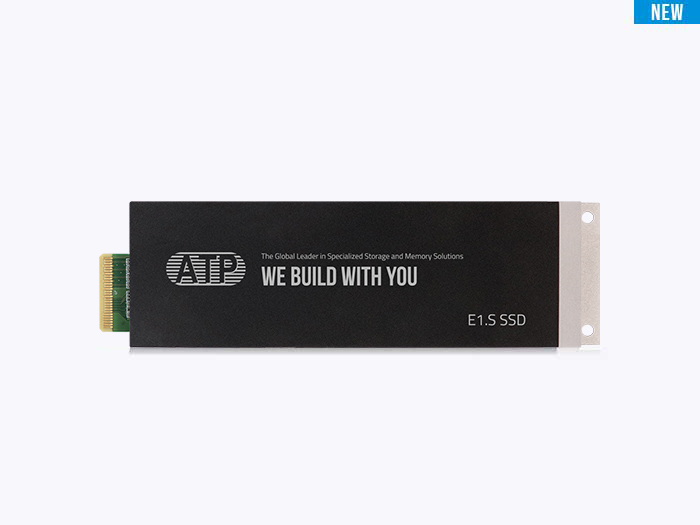 NEW
ATP
The Global Leader in Specialized Storage and Memory Solutions
WE BUILD WITH YOU
E1.S SSD